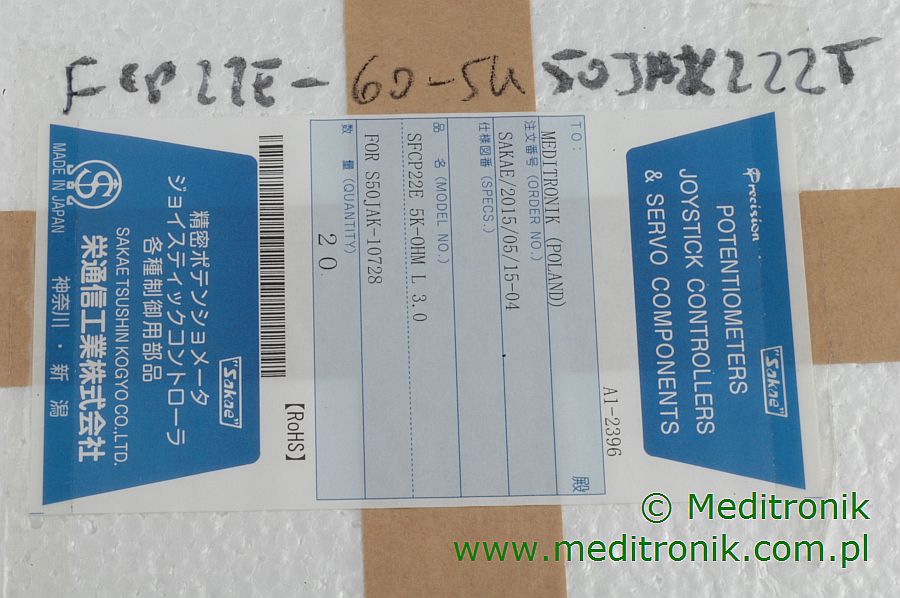 FCP22E-60-5K 50JAK222T
Precision
POTENTIOMETERS
JOYSTICK CONTROLLERS
& SERVO COMPONENTS
"Sakae"
A1-2396
TO:
殿
MEDITRONIK (POLAND)
注文番号 (ORDER NO.)
SAKAE/2015/05/15-04
仕様図番 (SPECS.)
品 名 (MODEL NO.)
SFCP22E 5K-OHM L 3.0
FOR S50JAK-10728
数 量 (QUANTITY)
20
【RoHS】
"Sakae"
精密ポテンショメータ
ジョイスティックコントローラ
各種制御用部品
SAKAE TSUSHIN KOGYO CO.,LTD.
栄通信工業株式会社
MADE IN JAPAN
神奈川・新潟
© Meditronik
www.meditronik.com.pl